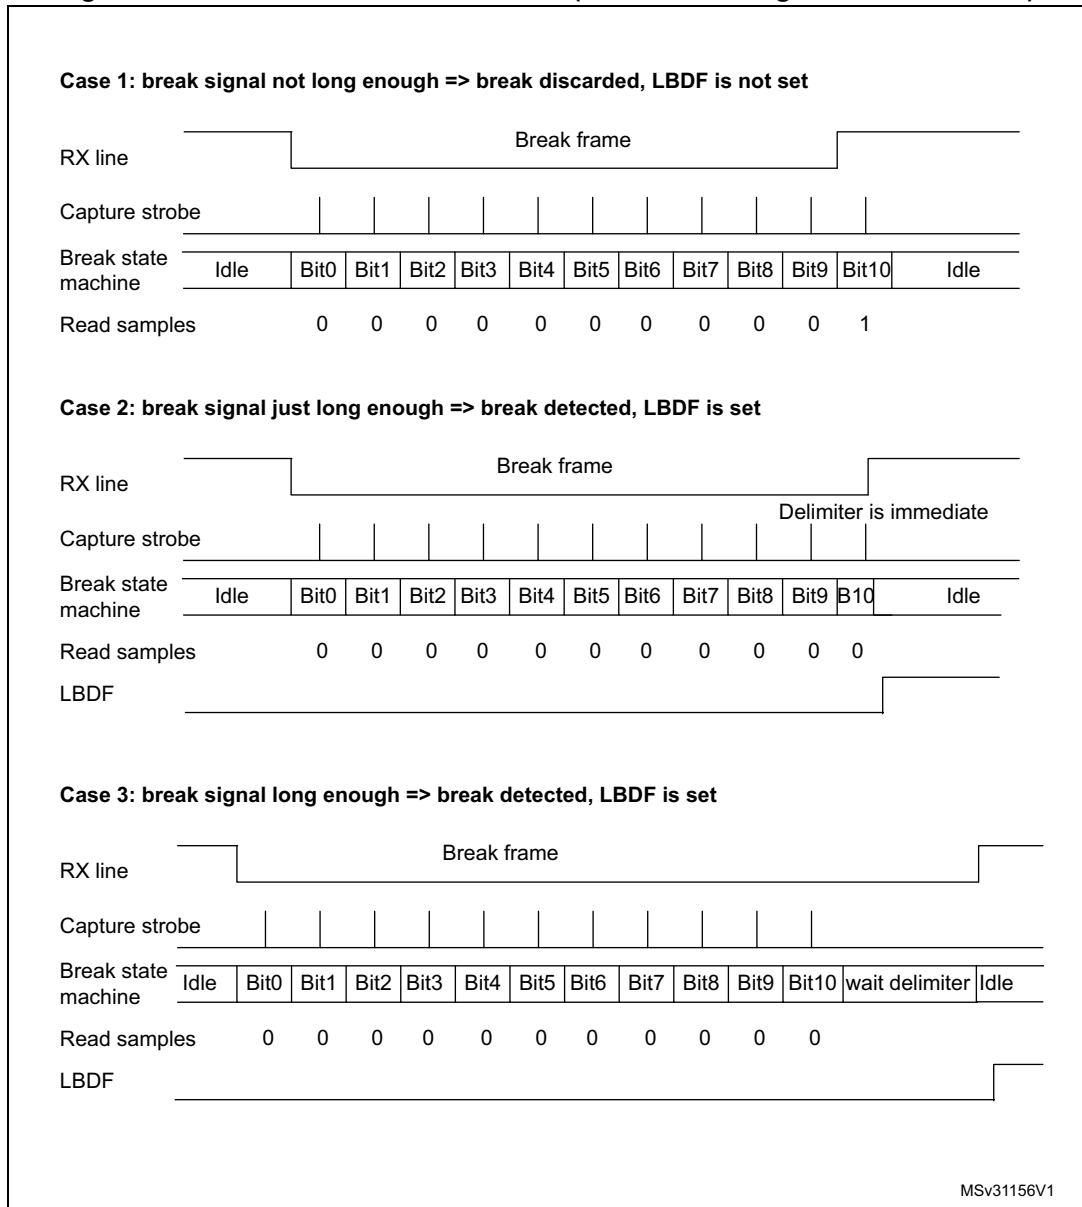 Case 1: break signal not long enough => break discarded, LBDF is not set
Break frame
RX line
Capture strobe
Break state machine Idle Bit0 Bit1 Bit2 Bit3 Bit4 Bit5 Bit6 Bit7 Bit8 Bit9 Bit10 Idle
Read samples 0 0 0 0 0 0 0 0 0 0 1
Case 2: break signal just long enough => break detected, LBDF is set
Break frame
RX line
Delimiter is immediate
Capture strobe
Break state machine Idle Bit0 Bit1 Bit2 Bit3 Bit4 Bit5 Bit6 Bit7 Bit8 Bit9 B10 Idle
Read samples 0 0 0 0 0 0 0 0 0 0 0
LBDF
Case 3: break signal long enough => break detected, LBDF is set
Break frame
RX line
Capture strobe
Break state machine Idle Bit0 Bit1 Bit2 Bit3 Bit4 Bit5 Bit6 Bit7 Bit8 Bit9 Bit10 wait delimiter Idle
Read samples 0 0 0 0 0 0 0 0 0 0 0
LBDF
MSv31156V1